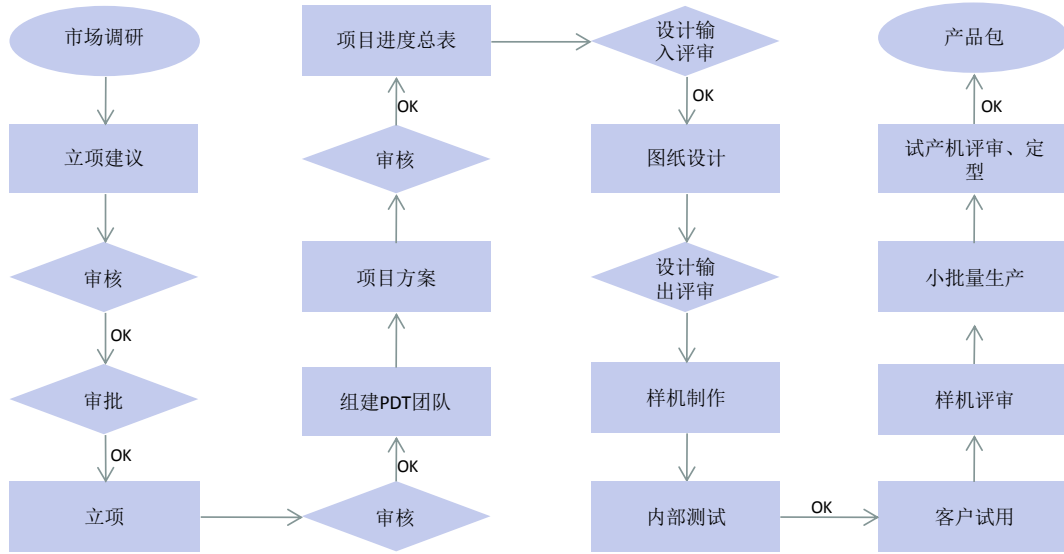 市场调研
立项建议
审核
OK
审批
OK
立项
审核
OK
组建PDT团队
项目方案
审核
OK
项目进度总表
设计输
入评审
OK
图纸设计
设计输
出评审
样机制作
内部测试
OK
客户试用
样机评审
小批量生产
试产机评审、定
型
OK
产品包